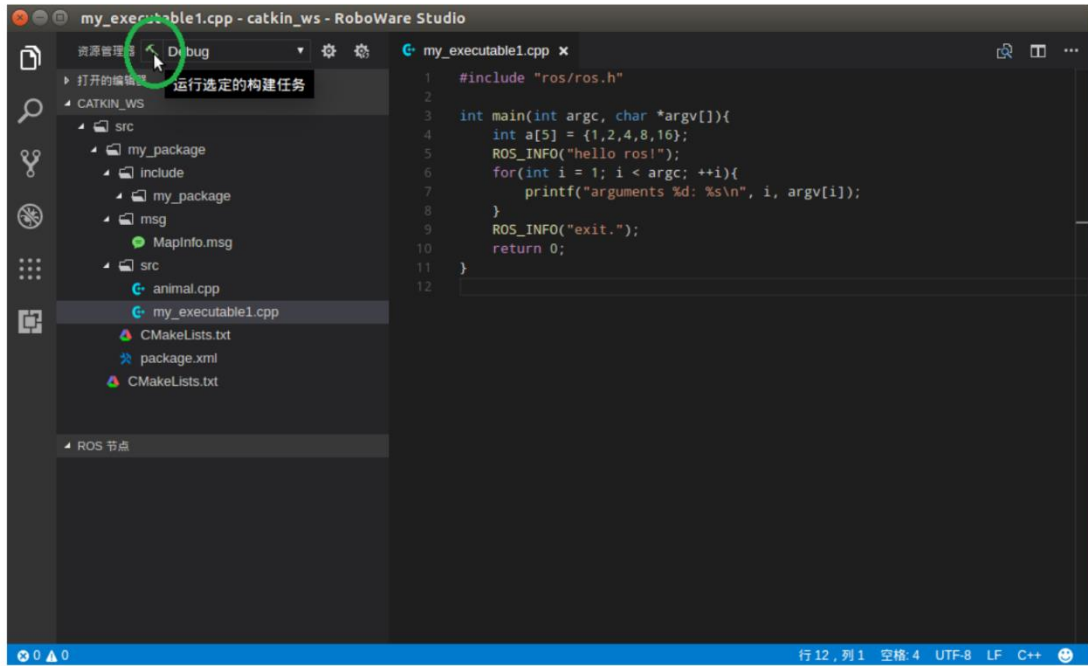 my_executable1.cpp - catkin_ws - RoboWare Studio
资源管理器 Debug
运行选定的构建任务
打开的编辑器
CATKIN_WS
src
my_package
include
my_package
msg
MapInfo.msg
src
animal.cpp
my_executable1.cpp
CMakeLists.txt
package.xml
CMakeLists.txt
ROS 节点
my_executable1.cpp ×
1 #include "ros/ros.h"
2
3 int main(int argc, char *argv[]){
4 int a[5] = {1,2,4,8,16};
5 ROS_INFO("hello ros!");
6 for(int i = 1; i < argc; ++i){
7 printf("arguments %d: %s\n", i, argv[i]);
8 }
9 ROS_INFO("exit.");
10 return 0;
11 }
12
0 0 行 12，列 1 空格: 4 UTF-8 LF C++